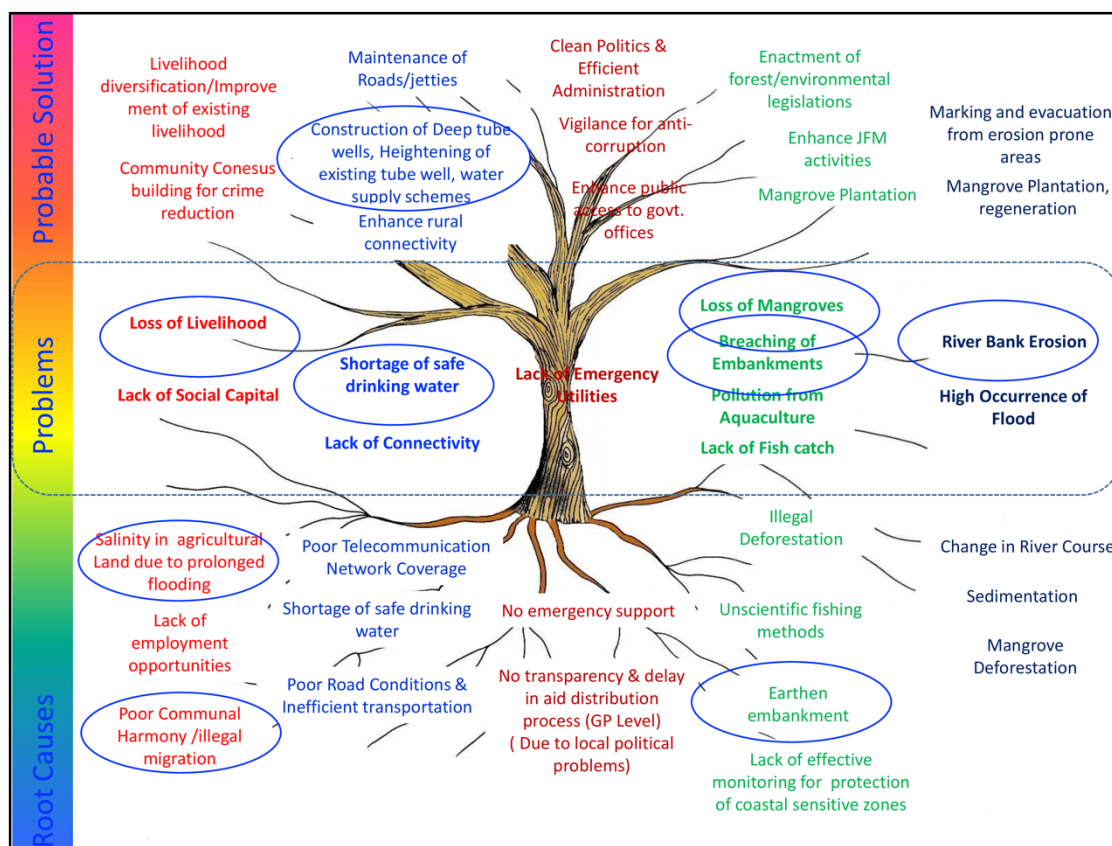 Probable Solution
Livelihood
diversification/Improve
ment of existing
livelihood
Community Conesus
building for crime
reduction
Maintenance of
Roads/jetties
Construction of Deep tube
wells, Heightening of
existing tube well, water
supply schemes
Enhance rural
connectivity
Clean Politics &
Efficient
Administration
Vigilance for anti-
corruption
Enhance public
access to govt.
offices
Enactment of
forest/environmental
legislations
Enhance JFM
activities
Mangrove Plantation
Marking and evacuation
from erosion prone
areas
Mangrove Plantation,
regeneration
Problems
Loss of Livelihood
Lack of Social Capital
Shortage of safe
drinking water
Lack of Connectivity
Lack of Emergency
Utilities
Loss of Mangroves
Breaching of
Embankments
Pollution from
Aquaculture
Lack of Fish catch
River Bank Erosion
High Occurrence of
Flood
Root Causes
Salinity in agricultural
Land due to prolonged
flooding
Lack of
employment
opportunities
Poor Communal
Harmony /illegal
migration
Poor Telecommunication
Network Coverage
Shortage of safe drinking
water
Poor Road Conditions &
Inefficient transportation
No emergency support
No transparency & delay
in aid distribution
process (GP Level)
( Due to local political
problems)
Illegal
Deforestation
Unscientific fishing
methods
Earthen
embankment
Lack of effective
monitoring for protection
of coastal sensitive zones
Change in River Course
Sedimentation
Mangrove
Deforestation